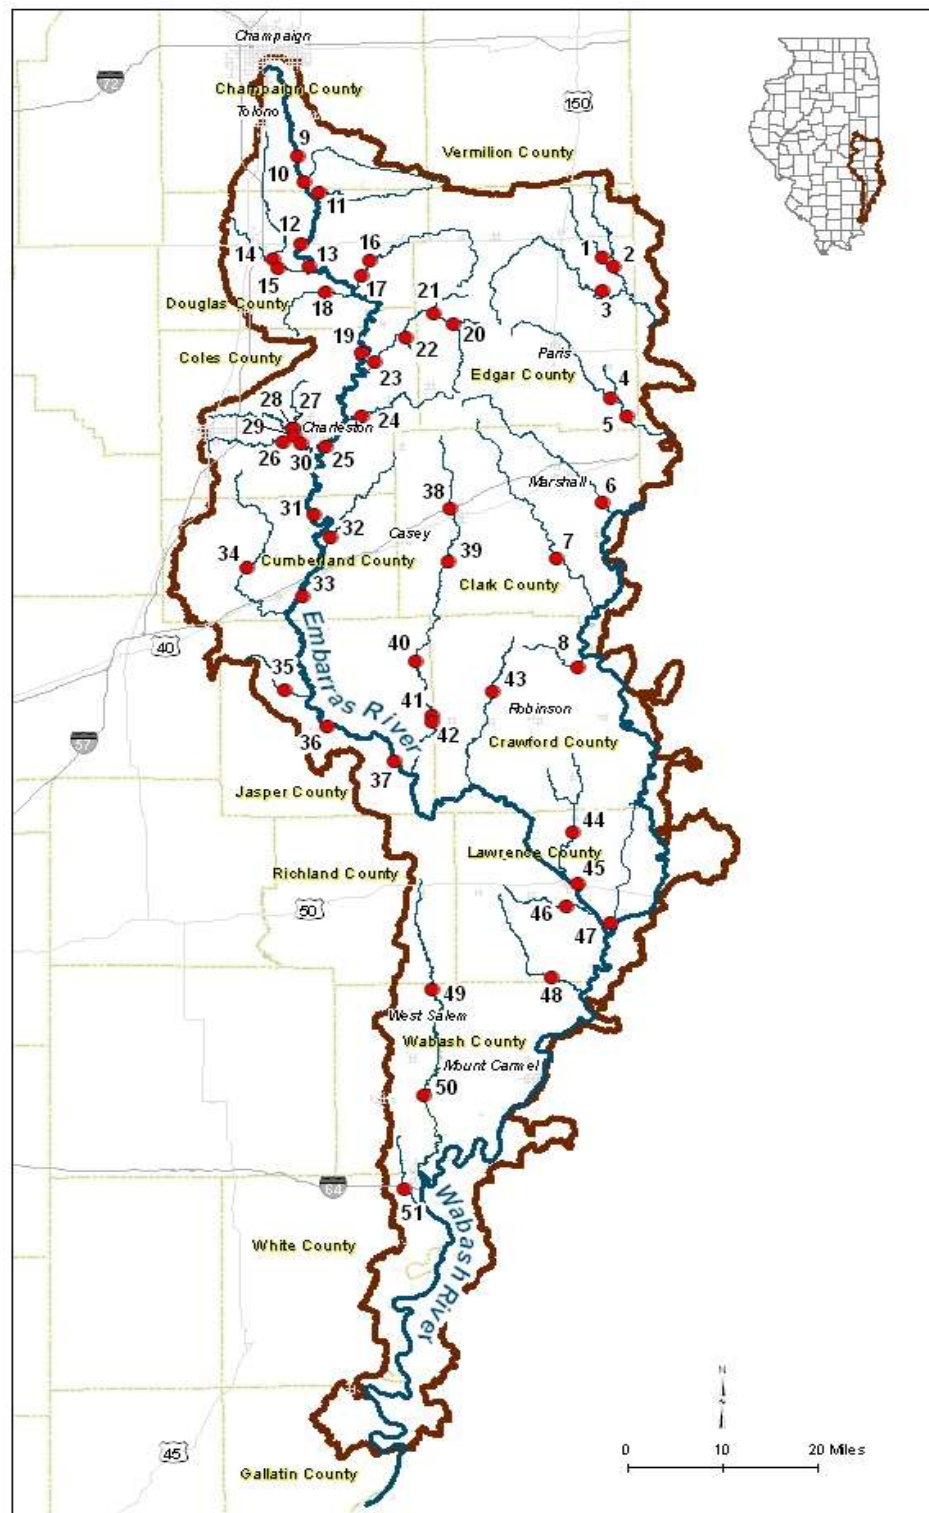 Champaign
72
Champaign County
Tolono
150
9
Vermilion County
10
11
12
16
14
13
1
2
15
17
Douglas County
18
21
3
19
20
Coles County
22
Paris
23
Edgar County
4
28
27
24
5
29
Charleston
26
30
25
Marshall
6
31
38
32
Casey
7
34
39
Cumberland County
Clark County
33
40
40
8
35
43
Embarras River
41
Robinson
57
36
42
Crawford County
37
Jasper County
44
Lawrence County
Richland County
45
50
46
47
48
49
West Salem
Wabash County
Mount Carmel
50
64
51
Wabash River
White County
N
45
0 10 20 Miles
Gallatin County